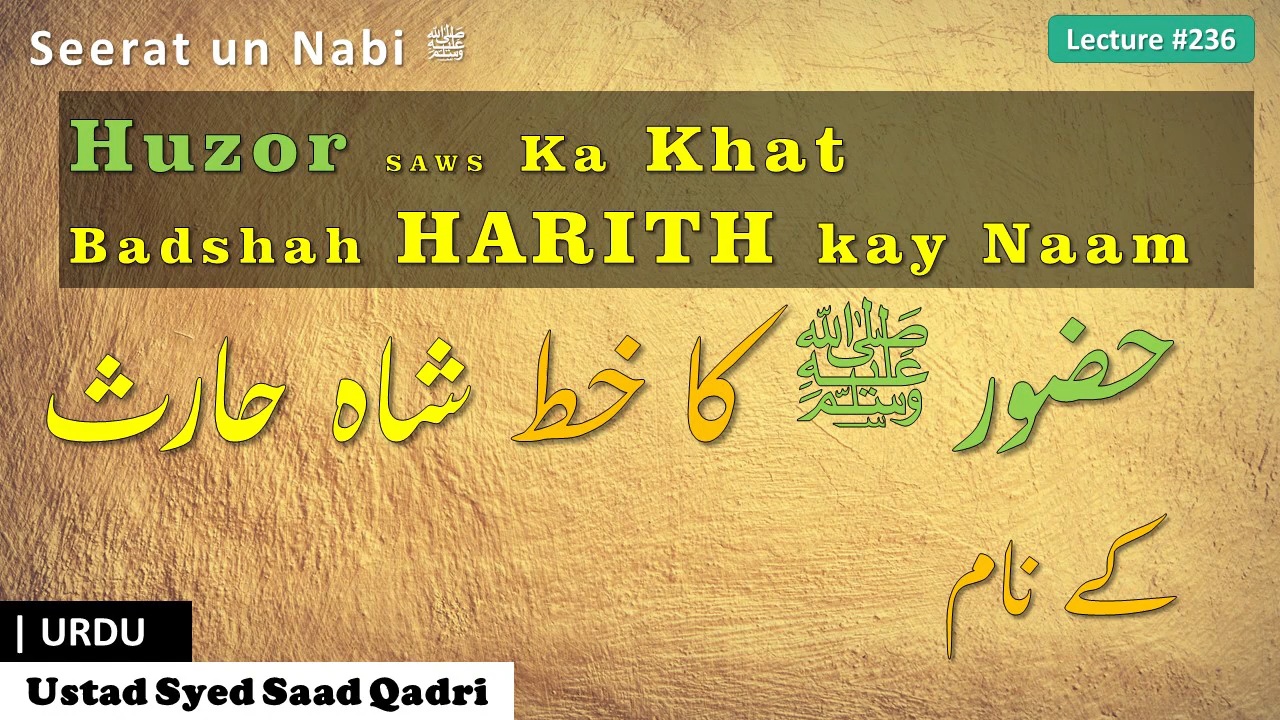 Seerat un Nabi ﷺ
Lecture #236
Huzor SAWS Ka Khat
Badshah HARITH kay Naam
حضور ﷺ کا خط شاہ حارث
کے نام
| URDU
Ustad Syed Saad Qadri